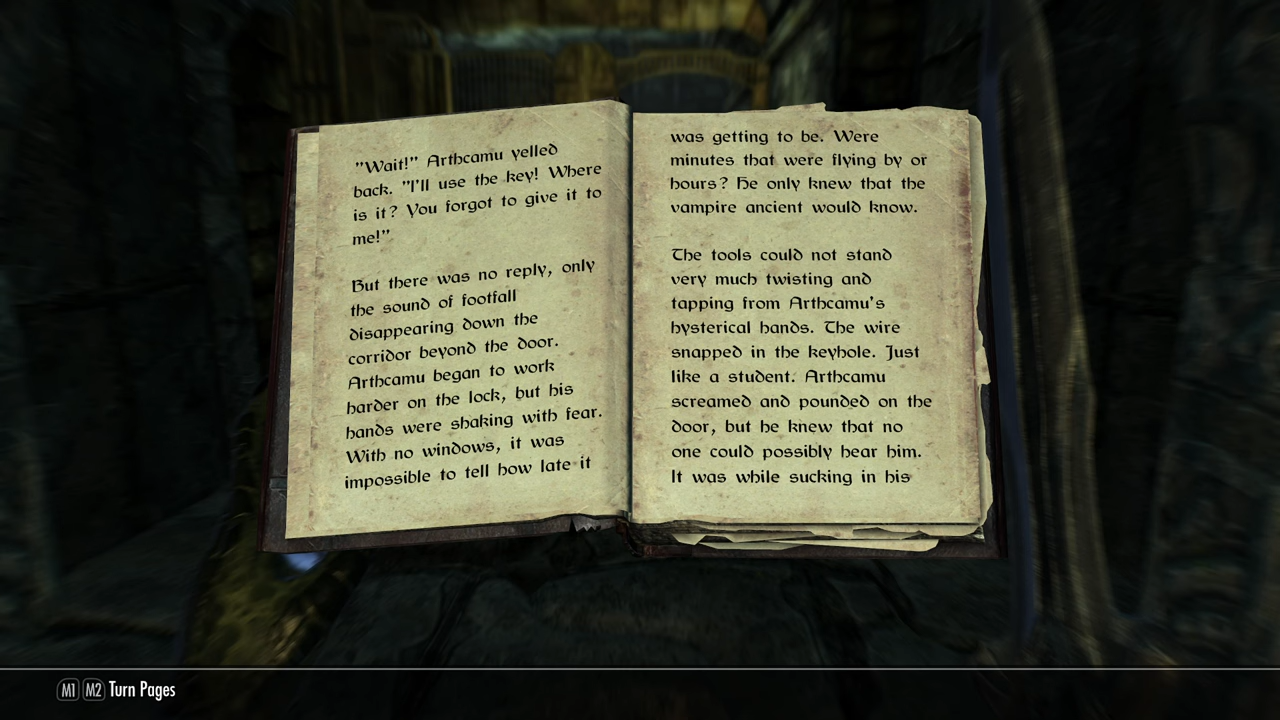 "Wait!" Arthcamu yelled
back. "I'll use the key! Where
is it? You forgot to give it to
me!"
But there was no reply, only
the sound of footfall
disappearing down the
corridor beyond the door.
Arthcamu began to work
harder on the lock, but his
hands were shaking with fear.
With no windows, it was
impossible to tell how late it
was getting to be. Were
minutes that were flying by or
hours? He only knew that the
vampire ancient would know.
The tools could not stand
very much twisting and
tapping from Arthcamu's
hysterical hands. The wire
snapped in the keyhole. Just
like a student. Arthcamu
screamed and pounded on the
door, but he knew that no
one could possibly hear him.
It was while sucking in his
M1 M2 Turn Pages